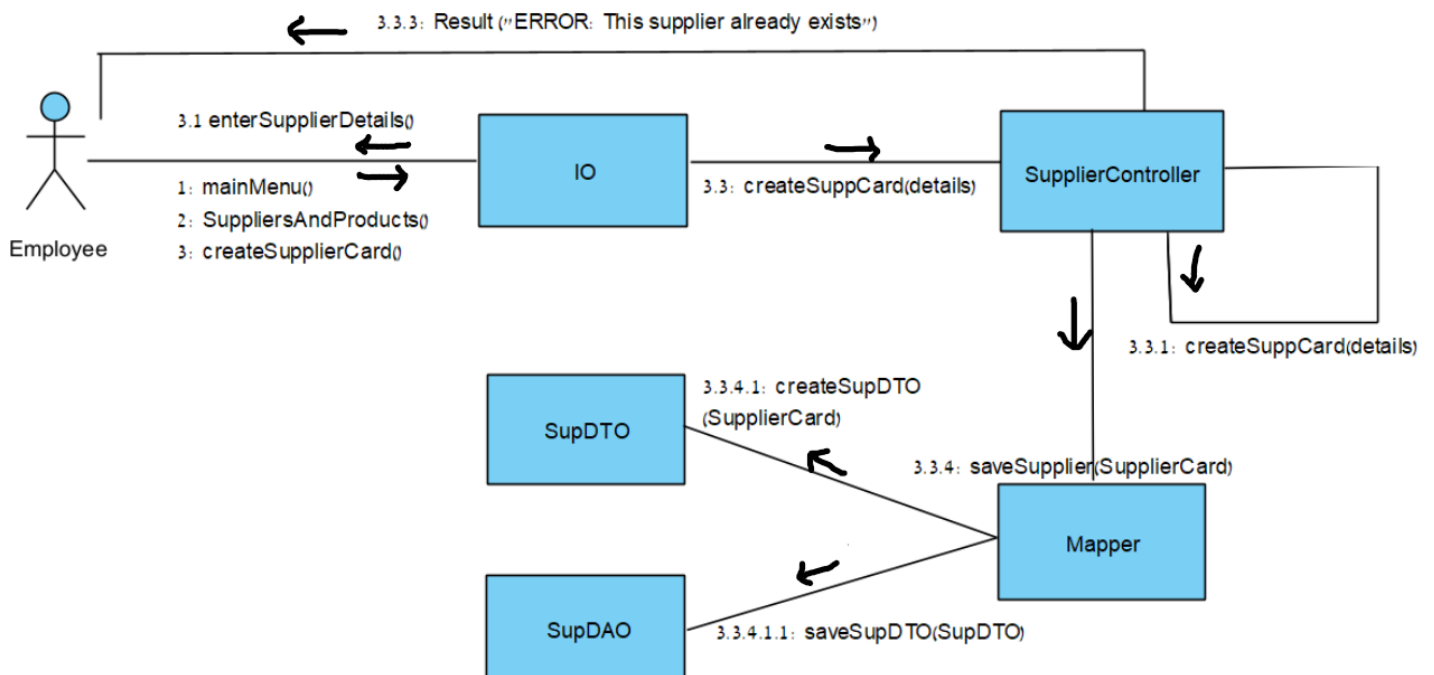 3.3.3: Result ("ERROR: This supplier already exists")
3.1 enterSupplierDetails()
1: mainMenu()
2: SuppliersAndProducts()
3: createSupplierCard()
Employee
IO
3.3: createSuppCard(details)
SupplierController
3.3.1: createSuppCard(details)
SupDTO
3.3.4.1: createSupDTO
(SupplierCard)
3.3.4: saveSupplier(SupplierCard)
Mapper
SupDAO
3.3.4.1.1: saveSupDTO(SupDTO)